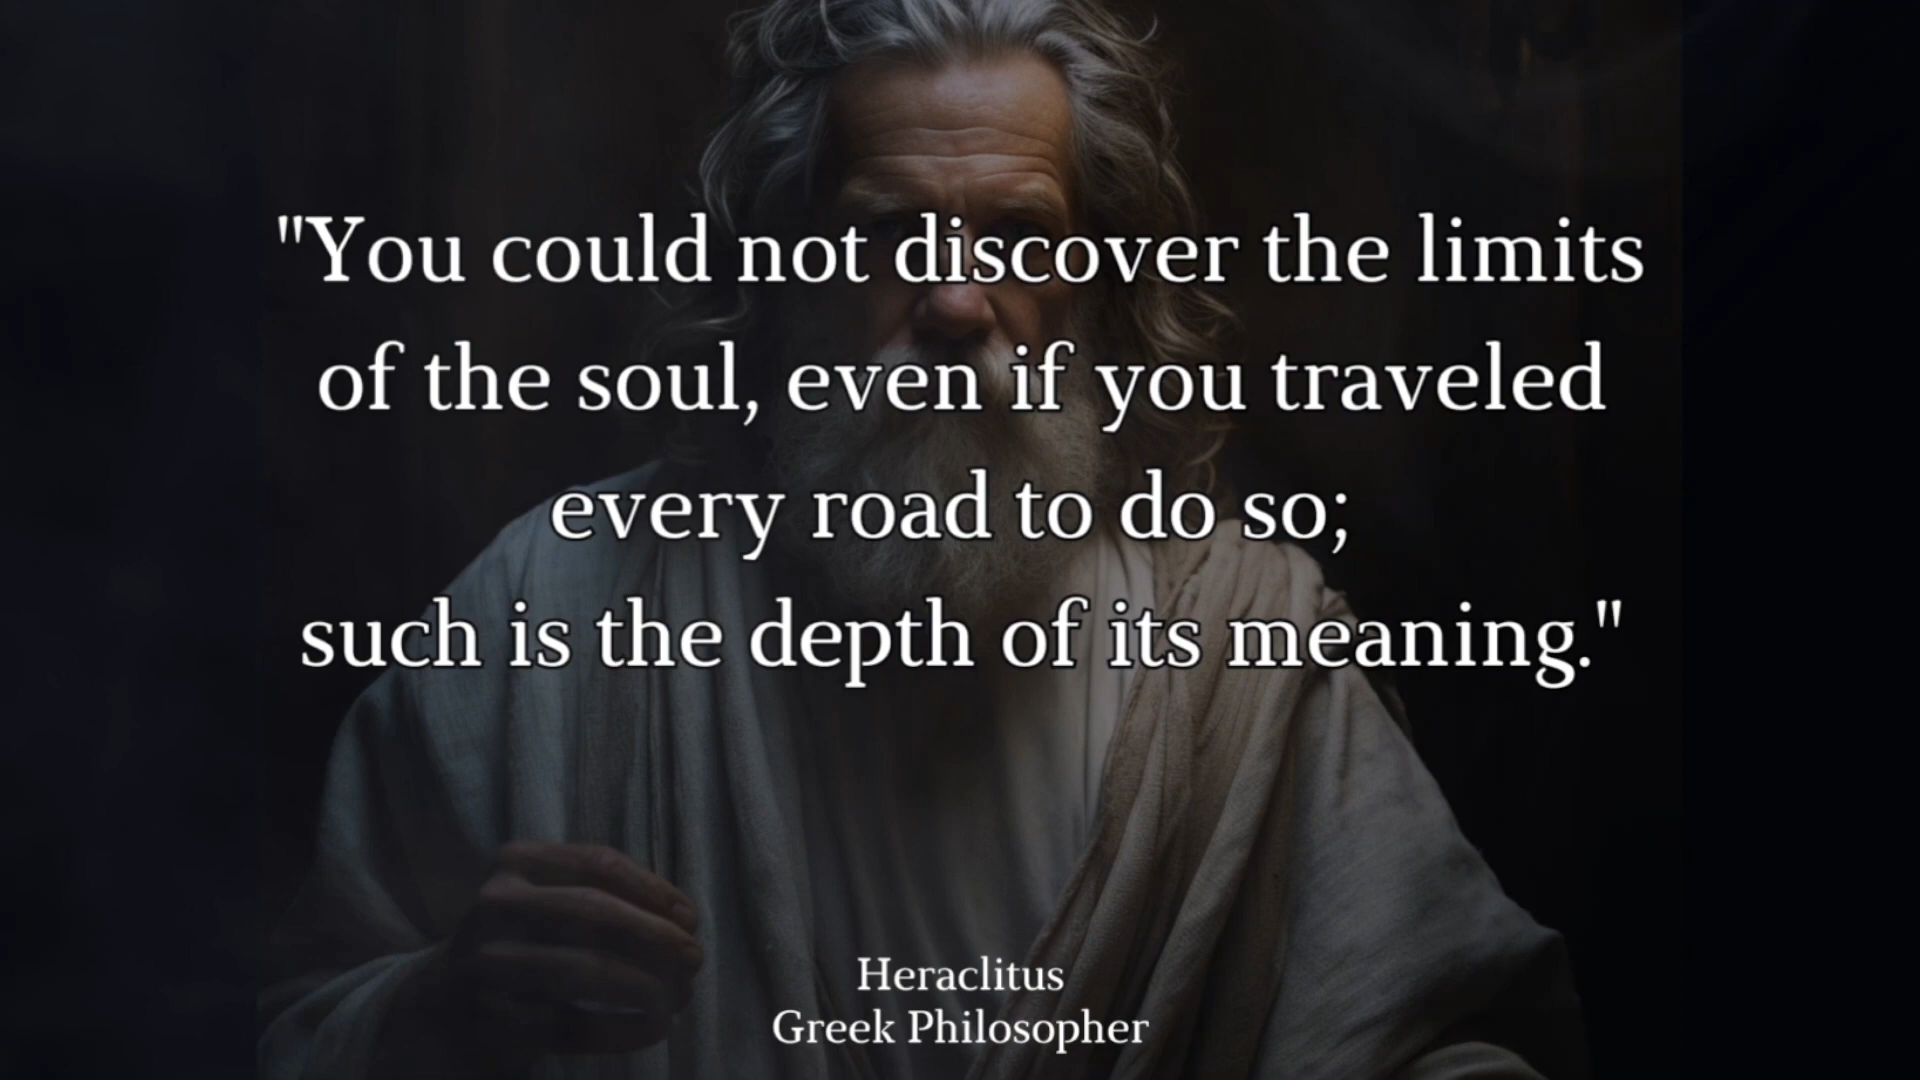 "You could not discover the limits
of the soul, even if you traveled
every road to do so;
such is the depth of its meaning."
Heraclitus
Greek Philosopher